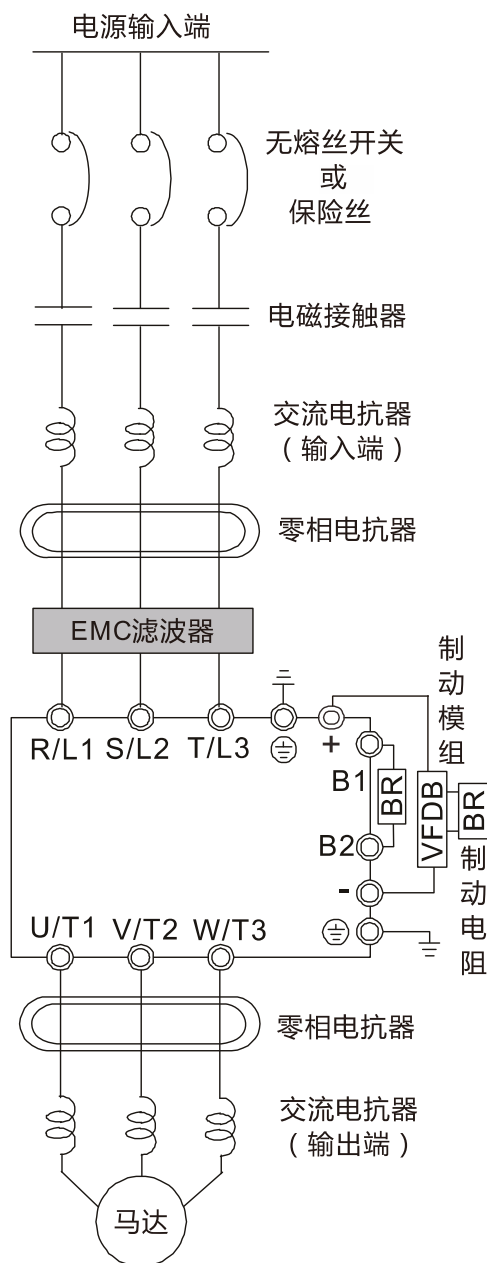 电源输入端
无熔丝开关
或
保险丝
电磁接触器
交流电抗器
（输入端）
零相电抗器
EMC滤波器
制动模组
R/L1 S/L2 T/L3
+
B1
BR
VFDB
BR
B2
-
制动电阻
U/T1 V/T2 W/T3
零相电抗器
交流电抗器
（输出端）
马达